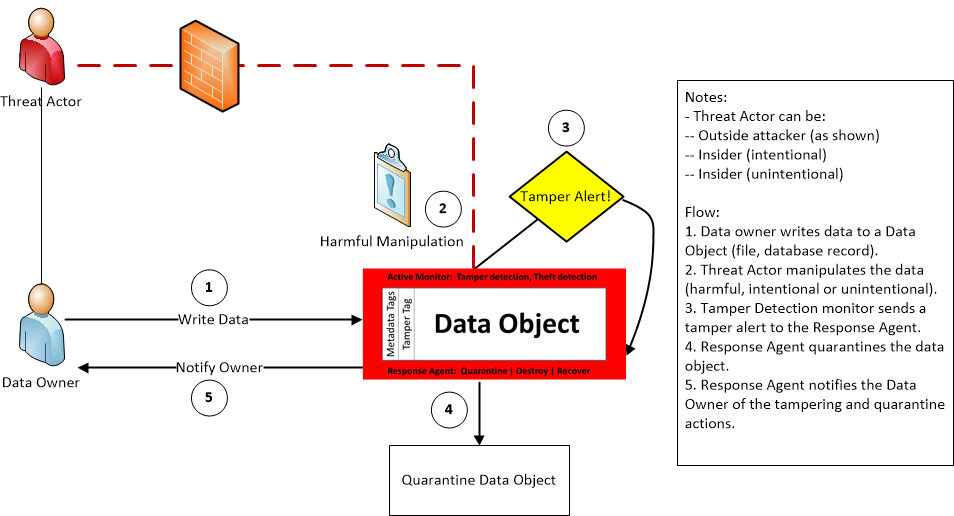 Threat Actor
3
Tamper Alert!
2
Harmful Manipulation
1
Write Data
Active Monitor: Tamper detection, Theft detection
Metadata Tags
Tamper Tag
Data Object
Response Agent: Quarantine | Destroy | Recover
Data Owner
Notify Owner
5
4
Quarantine Data Object
Notes:
- Threat Actor can be:
-- Outside attacker (as shown)
-- Insider (intentional)
-- Insider (unintentional)
Flow:
1. Data owner writes data to a Data
Object (file, database record).
2. Threat Actor manipulates the data
(harmful, intentional or unintentional).
3. Tamper Detection monitor sends a
tamper alert to the Response Agent.
4. Response Agent quarantines the data
object.
5. Response Agent notifies the Data
Owner of the tampering and quarantine
actions.